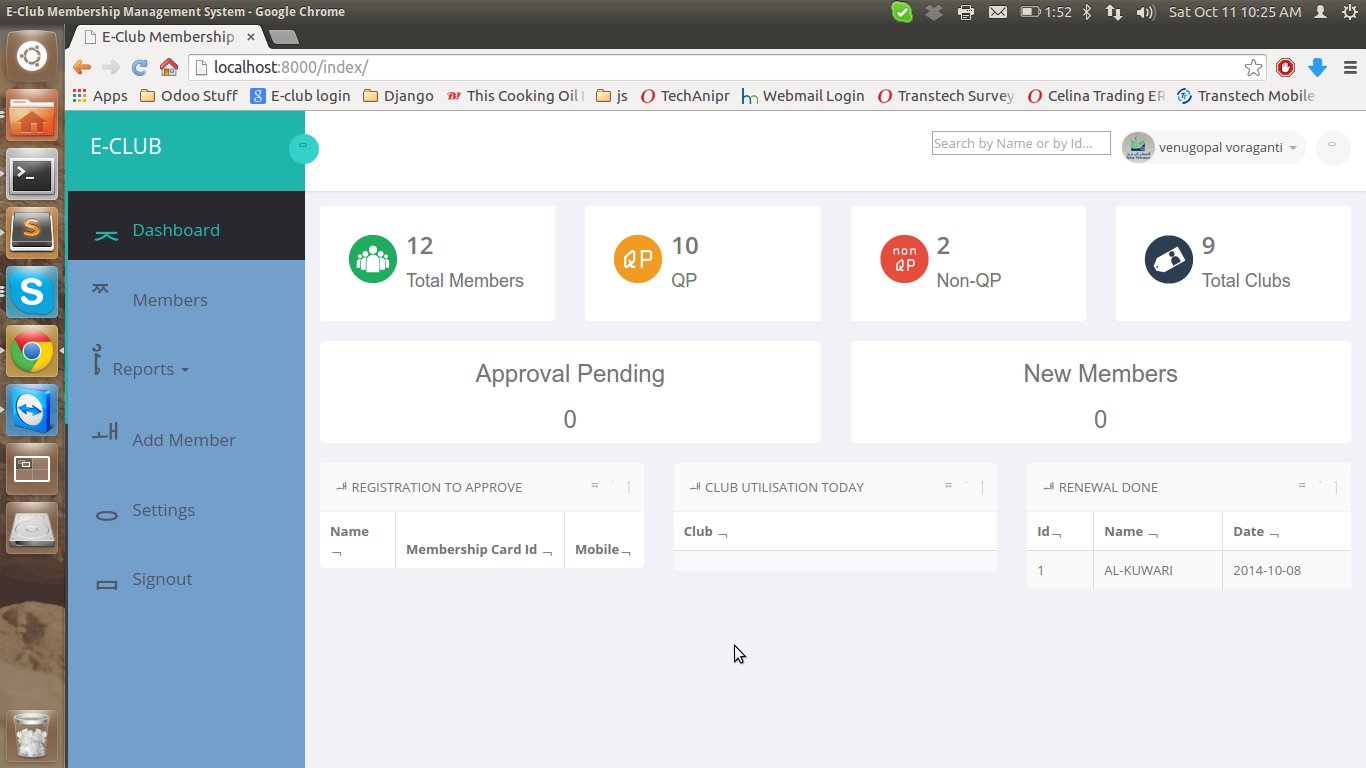 E-Club Membership Management System - Google Chrome
1:52
Sat Oct 11 10:25 AM
E-Club Membership
localhost:8000/index/
Apps
Odoo Stuff
E-club login
Django
This Cooking Oil
js
TechAnipr
Webmail Login
Transtech Survey
Celina Trading ER
Transtech Mobile
E-CLUB
Search by Name or by Id...
venugopal voraganti
Dashboard
Members
Reports
Add Member
Settings
Signout
12
Total Members
QP
10
QP
non
QP
2
Non-QP
9
Total Clubs
Approval Pending
0
New Members
0
REGISTRATION TO APPROVE
Name
Membership Card Id
Mobile
CLUB UTILISATION TODAY
Club
RENEWAL DONE
Id Name Date
1 AL-KUWARI 2014-10-08